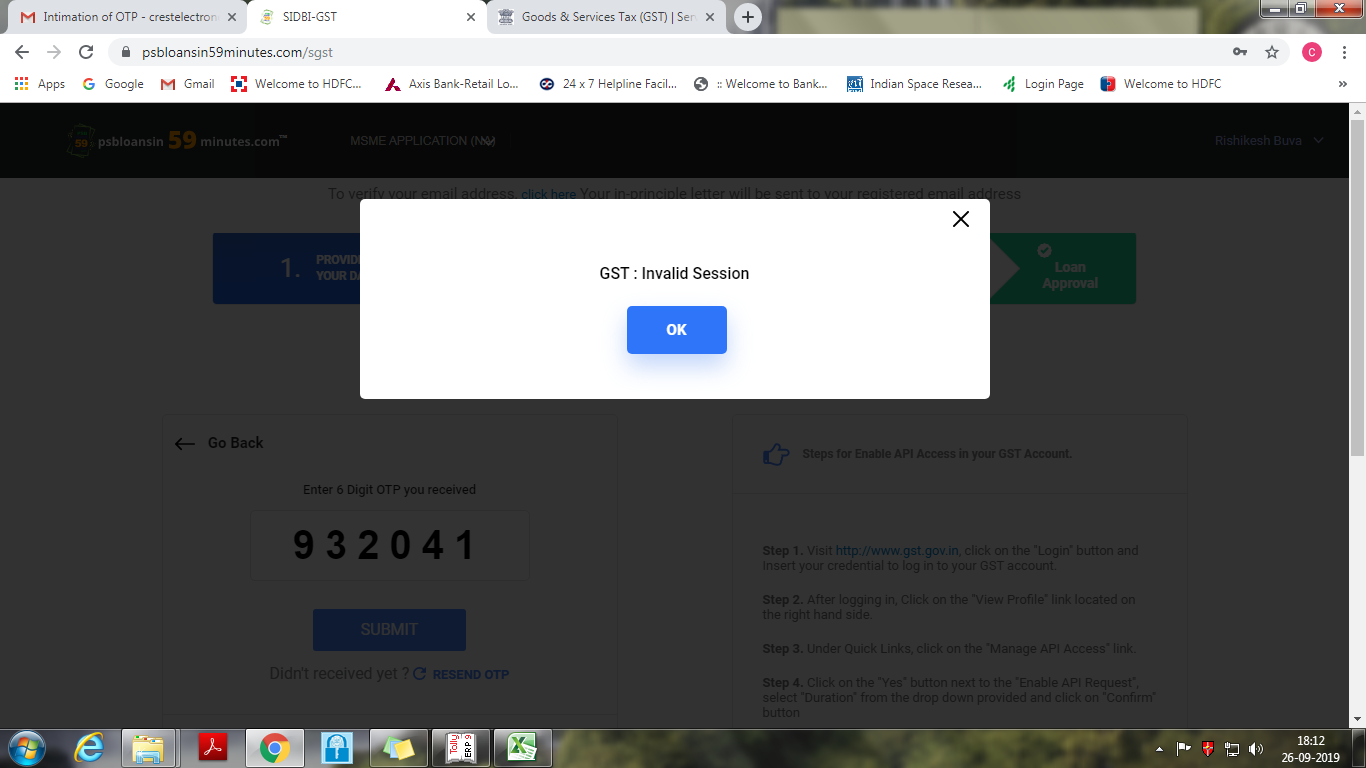 Intimation of OTP - crestelectron
SIDBI-GST
Goods & Services Tax (GST) | Ser
psbloansin59minutes.com/sgst
C
Apps
Google
Gmail
Welcome to HDFC...
Axis Bank-Retail Lo...
24 x 7 Helpline Facil...
:: Welcome to Bank...
Indian Space Resea...
Login Page
Welcome to HDFC
»
psbloansin 59 minutes.com™
MSME APPLICATION
Rishikesh Buva
To verify your email address, click here Your in-principle letter will be sent to your registered email address
GST : Invalid Session
OK
1.
PROVIDE
YOUR DA
Loan
Approval
Go Back
Enter 6 Digit OTP you received
932041
SUBMIT
Didn't received yet ? RESEND OTP
Steps for Enable API Access in your GST Account.
Step 1. Visit http://www.gst.gov.in, click on the "Login" button and
Insert your credential to log in to your GST account.
Step 2. After logging in, Click on the "View Profile" link located on
the right hand side.
Step 3. Under Quick Links, click on the "Manage API Access" link.
Step 4. Click on the "Yes" button next to the "Enable API Request",
select "Duration" from the drop down provided and click on "Confirm"
button
Tally
ERP 9
18:12
26-09-2019